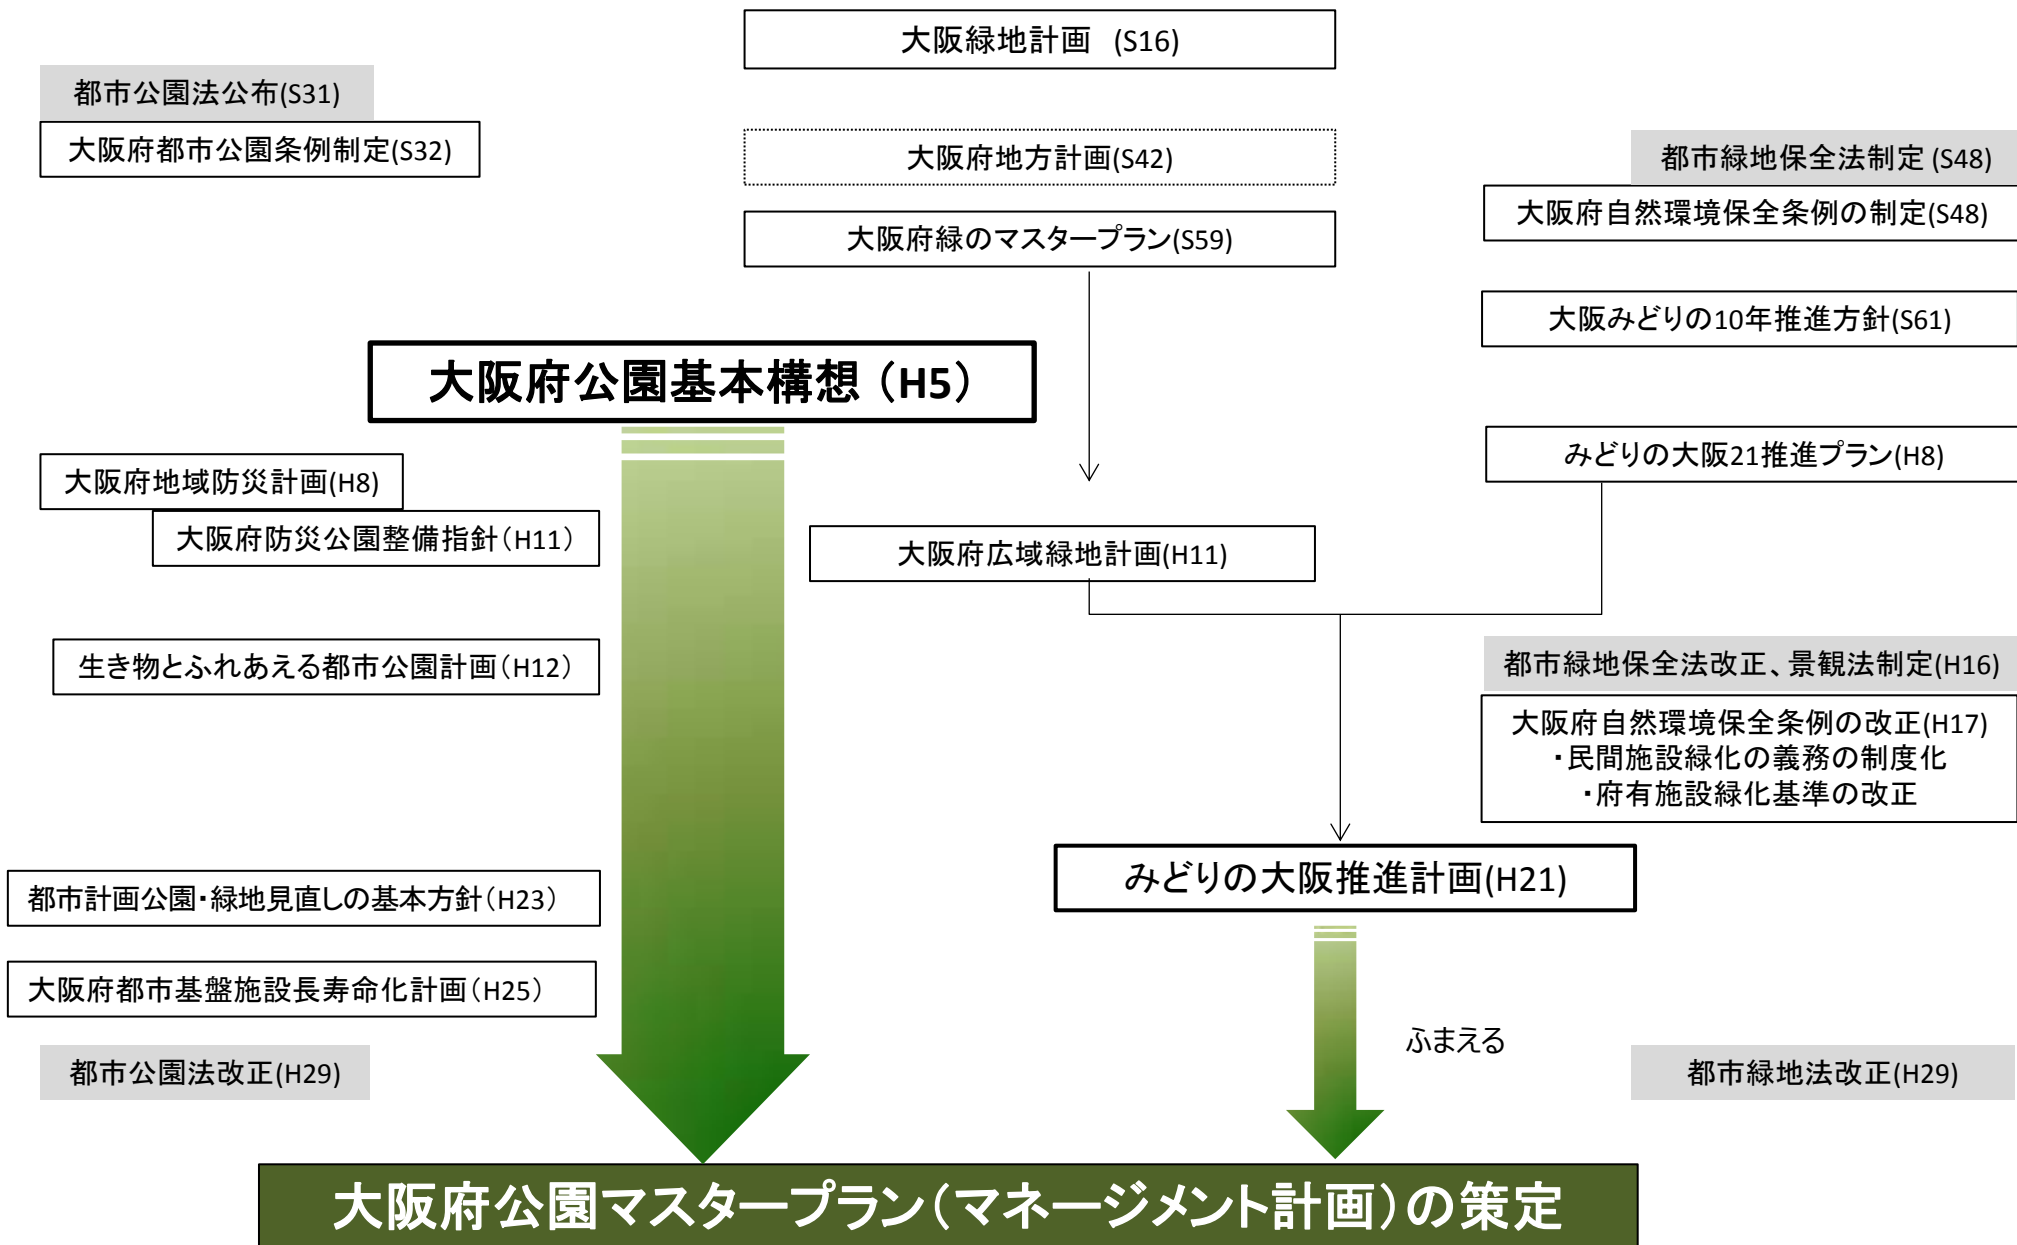 大阪緑地計画 (S16)
都市公園法公布(S31)
大阪府都市公園条例制定(S32)
大阪府地方計画(S42)
都市緑地保全法制定 (S48)
大阪府自然環境保全条例の制定(S48)
大阪府緑のマスタープラン(S59)
大阪みどりの10年推進方針(S61)
大阪府公園基本構想（H5）
みどりの大阪21推進プラン(H8)
大阪府地域防災計画(H8)
大阪府防災公園整備指針（H11）
大阪府広域緑地計画(H11)
生き物とふれあえる都市公園計画（H12）
都市緑地保全法改正、景観法制定(H16)
大阪府自然環境保全条例の改正(H17)
・民間施設緑化の義務の制度化
・府有施設緑化基準の改正
みどりの大阪推進計画(H21)
都市計画公園・緑地見直しの基本方針（H23）
大阪府都市基盤施設長寿命化計画（H25）
ふまえる
都市公園法改正(H29)
都市緑地法改正(H29)
大阪府公園マスタープラン（マネージメント計画）の策定